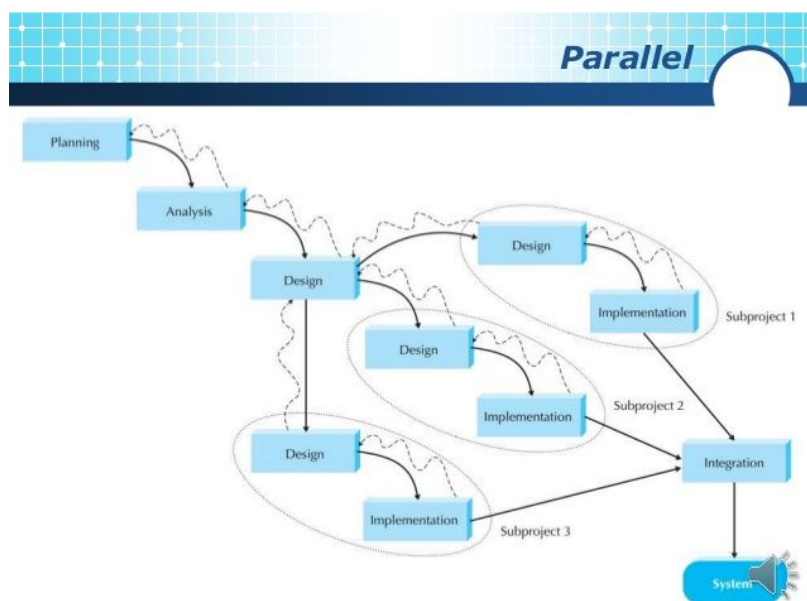 Parallel
Planning
Analysis
Design
Design
Implementation
Subproject 1
Design
Implementation
Subproject 2
Design
Implementation
Subproject 3
Integration
System